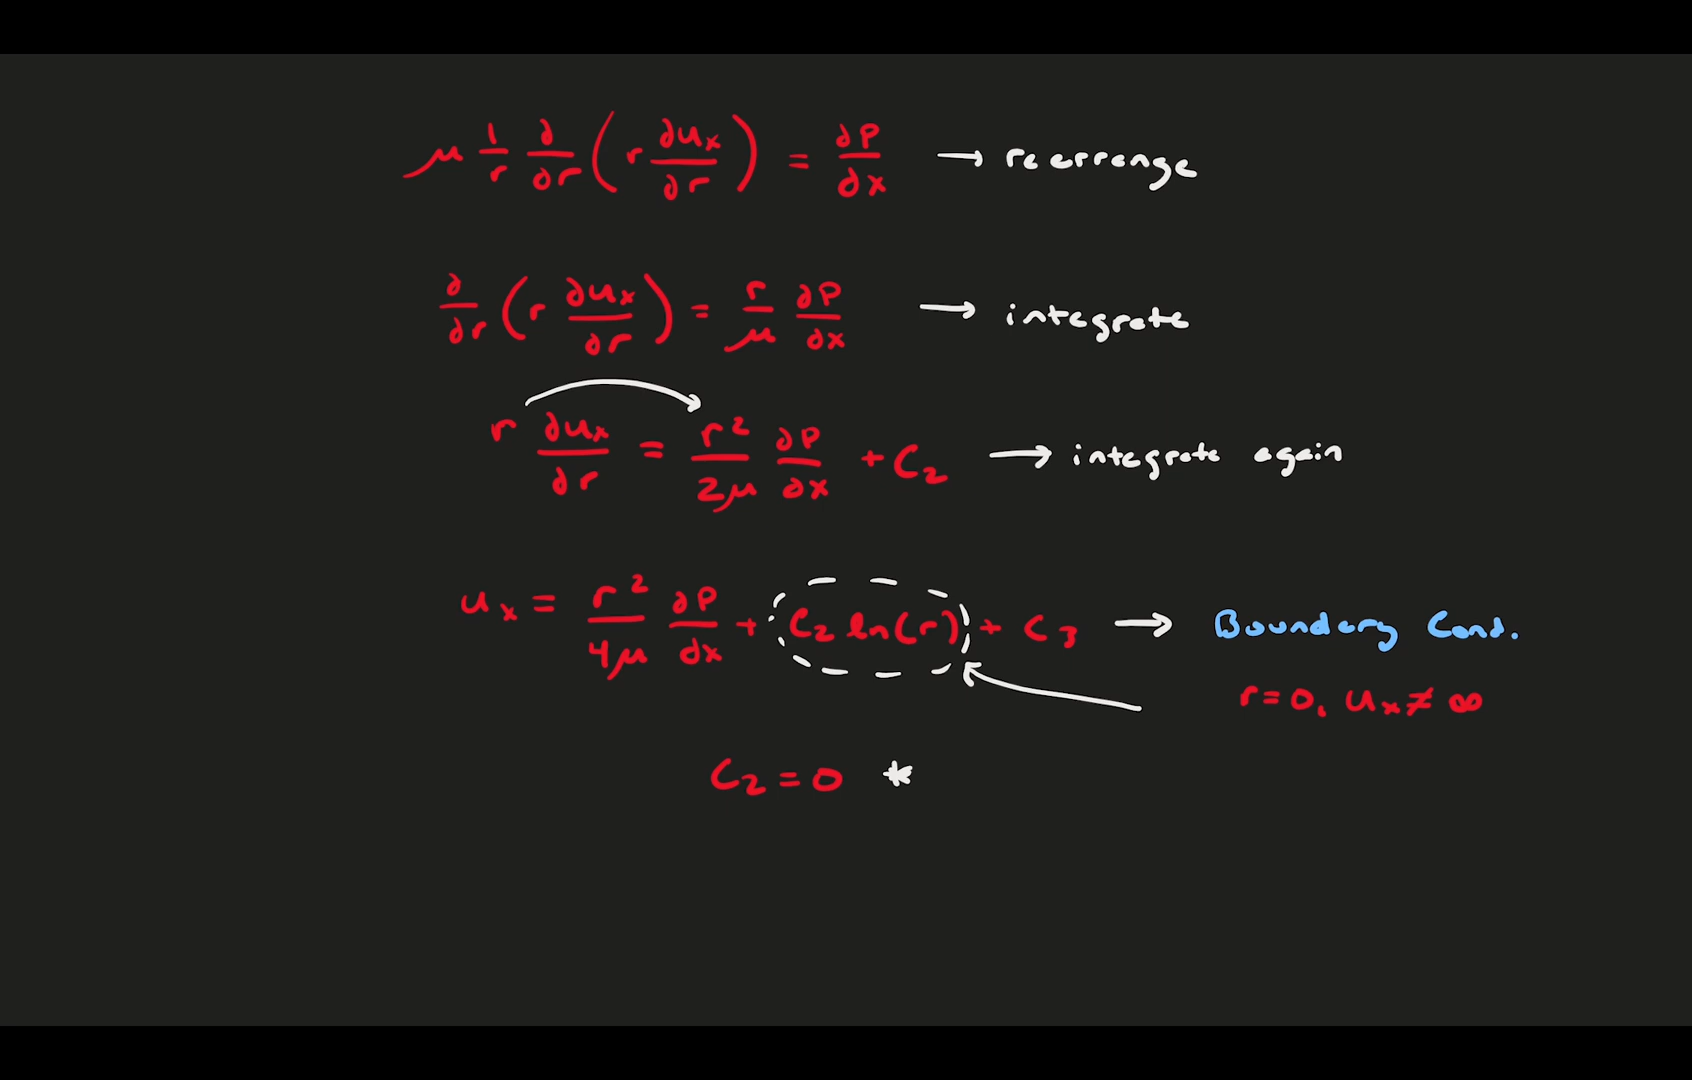 μ 1/r ∂/∂r (r ∂uₓ/∂r) = ∂P/∂x → rearrange
∂/∂r (r ∂uₓ/∂r) = r/μ ∂P/∂x → integrate
r ∂uₓ/∂r = r²/2μ ∂P/∂x + C₂ → integrate again
uₓ = r²/4μ ∂P/∂x + C₂ ln(r) + C₃ → Boundary Cond.
r=0, uₓ≠∞
C₂ = 0 *